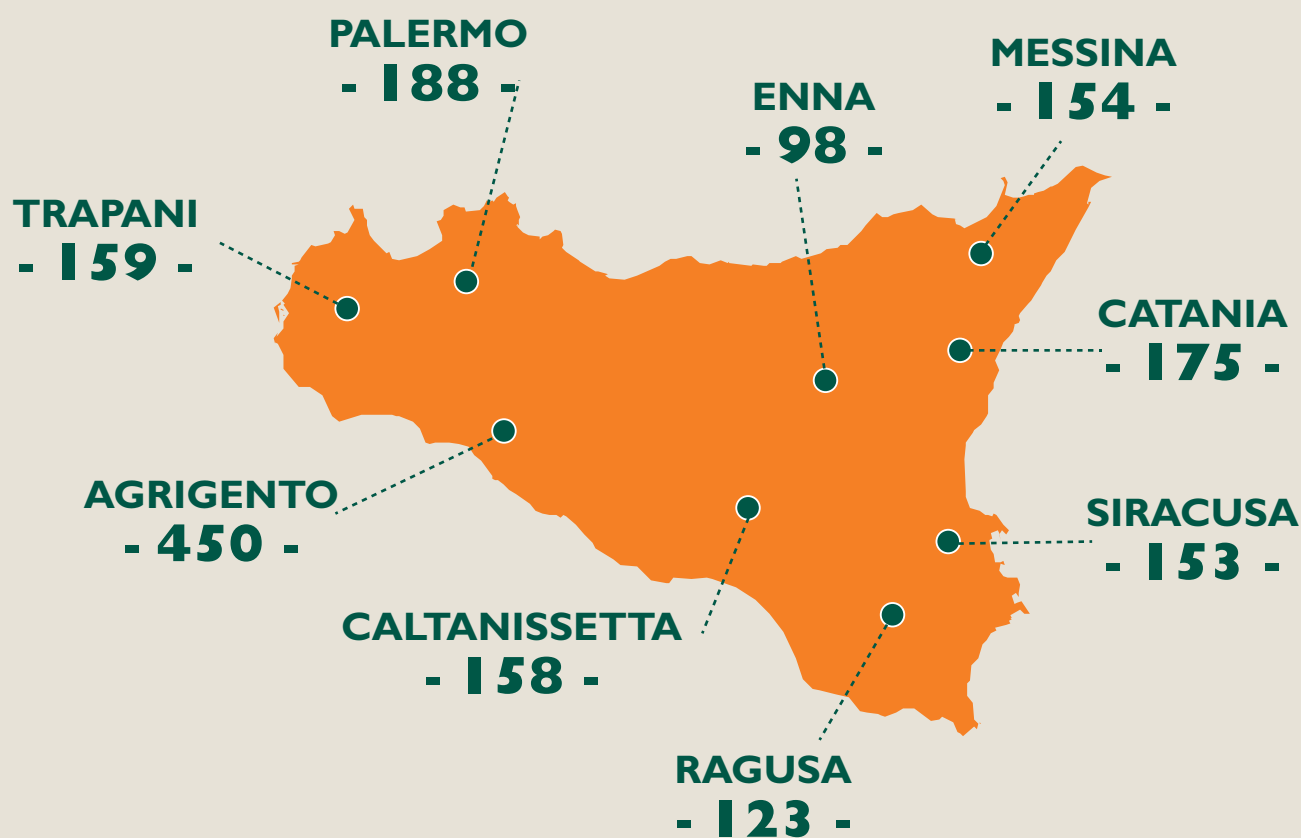 PALERMO
- 188 -
MESSINA
- 154 -
ENNA
- 98 -
TRAPANI
- 159 -
CATANIA
- 175 -
AGRIGENTO
- 450 -
SIRACUSA
- 153 -
CALTANISSETTA
- 158 -
RAGUSA
- 123 -